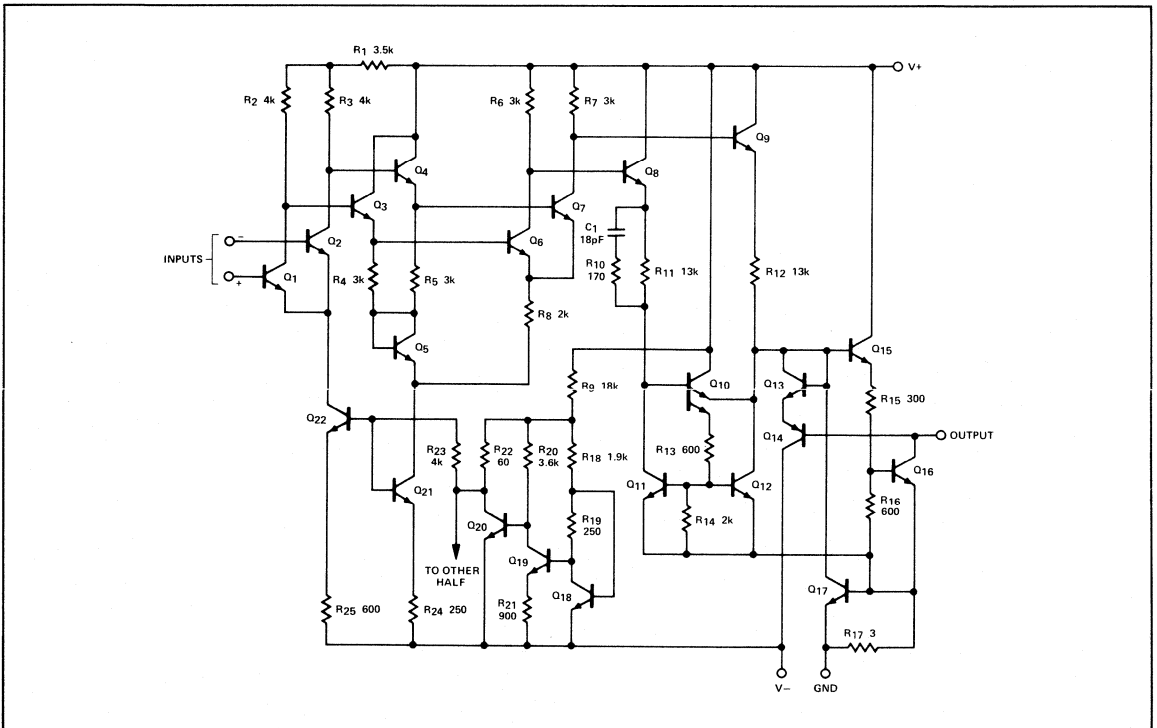 R1 3.5k
V+
R2 4k
R3 4k
R6 3k
R7 3k
Q9
Q4
Q8
Q3
Q7
C1
18pF
INPUTS
−
+
Q2
Q6
Q1
R4 3k
R5 3k
R10
170
R11 13k
R12 13k
R8 2k
Q5
Q15
R9 18k
Q10
Q13
R15 300
Q22
Q14
OUTPUT
R23
4k
R22
60
R20
3.6k
R18 1.9k
R13 600
Q16
Q21
Q11
Q12
R16
600
R14 2k
Q20
R19
250
TO OTHER
HALF
Q19
Q18
Q17
R25 600
R24 250
R21
900
R17 3
V−
GND